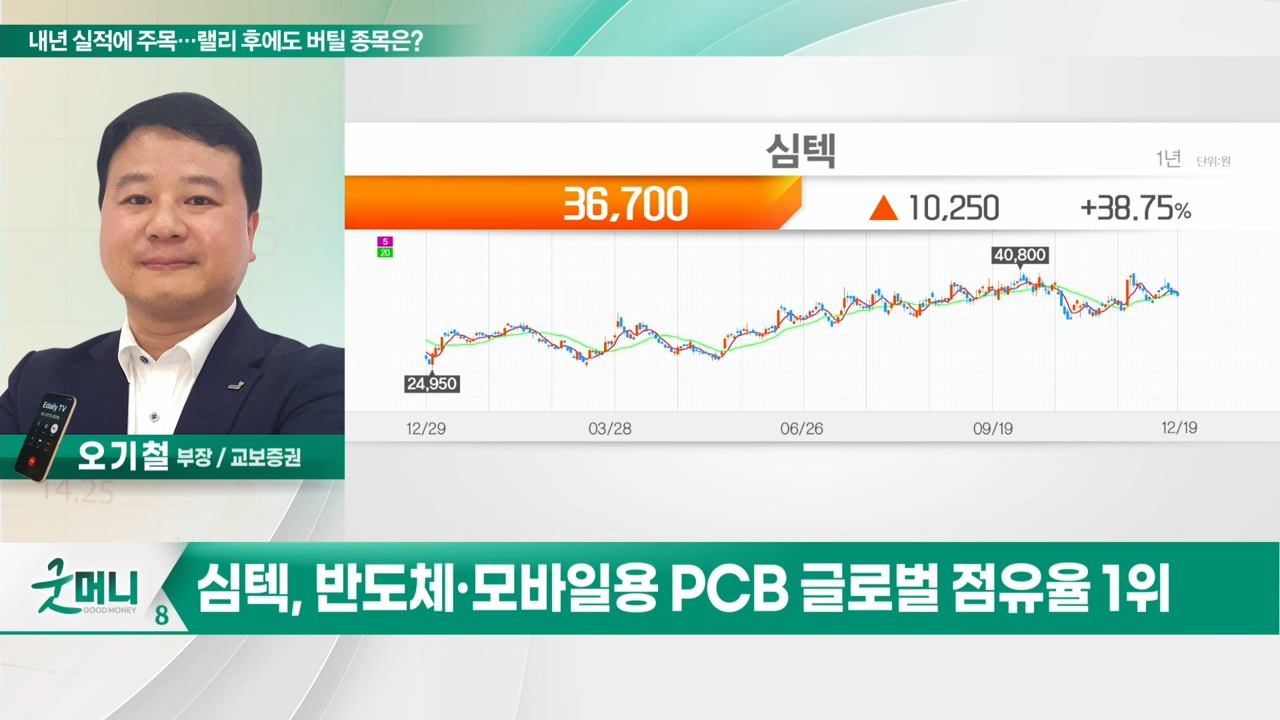 내년 실적에 주목…랠리 후에도 버틸 종목은?
심텍
1년 단위:원
36,700 ▲ 10,250 +38.75%
5
20
40,800
24,950
12/29 03/28 06/26 09/19 12/19
Edaily TV
오기철 부장 / 교보증권
14.25
굿머니
GOOD MONEY
8
심텍, 반도체·모바일용 PCB 글로벌 점유율 1위